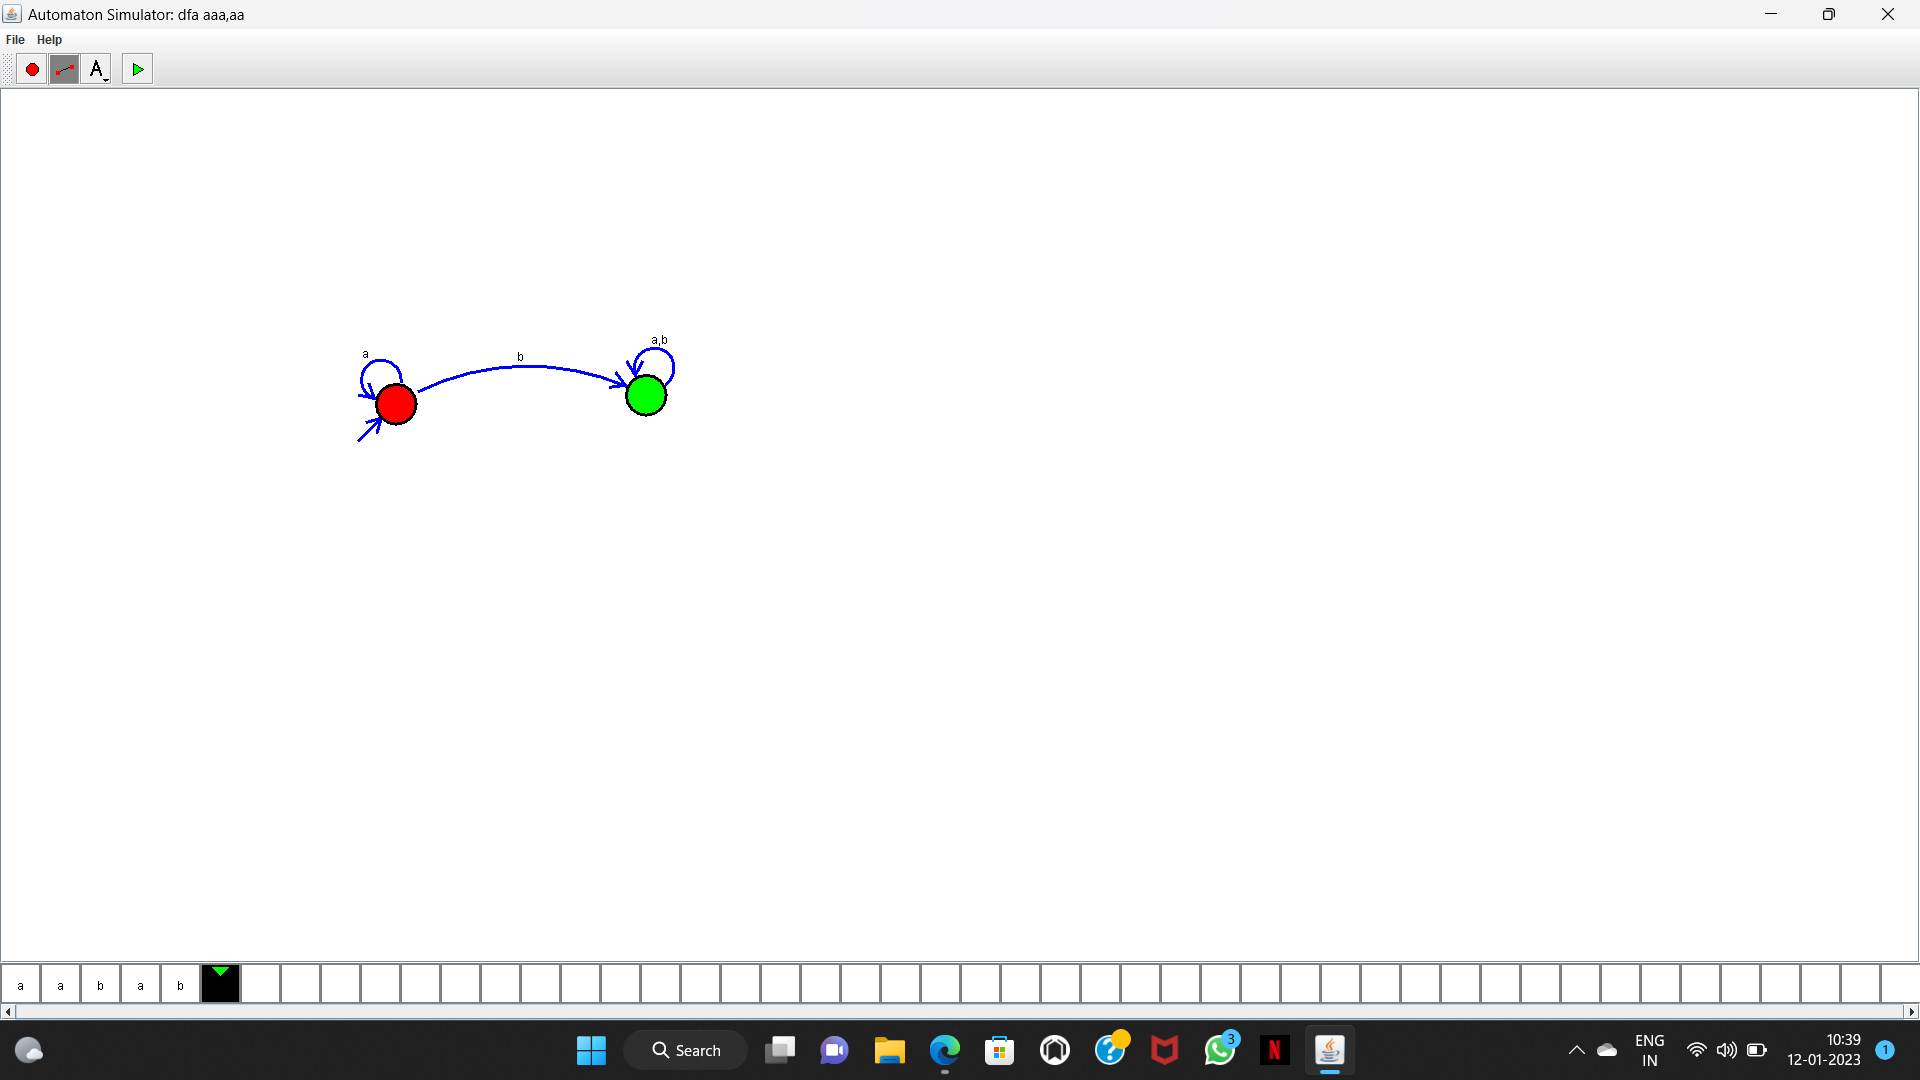 Automaton Simulator: dfa aaa,aa
File Help
A
a
b
a,b
a a b a b
Search
3
N
ENG
IN
10:39
12-01-2023
1